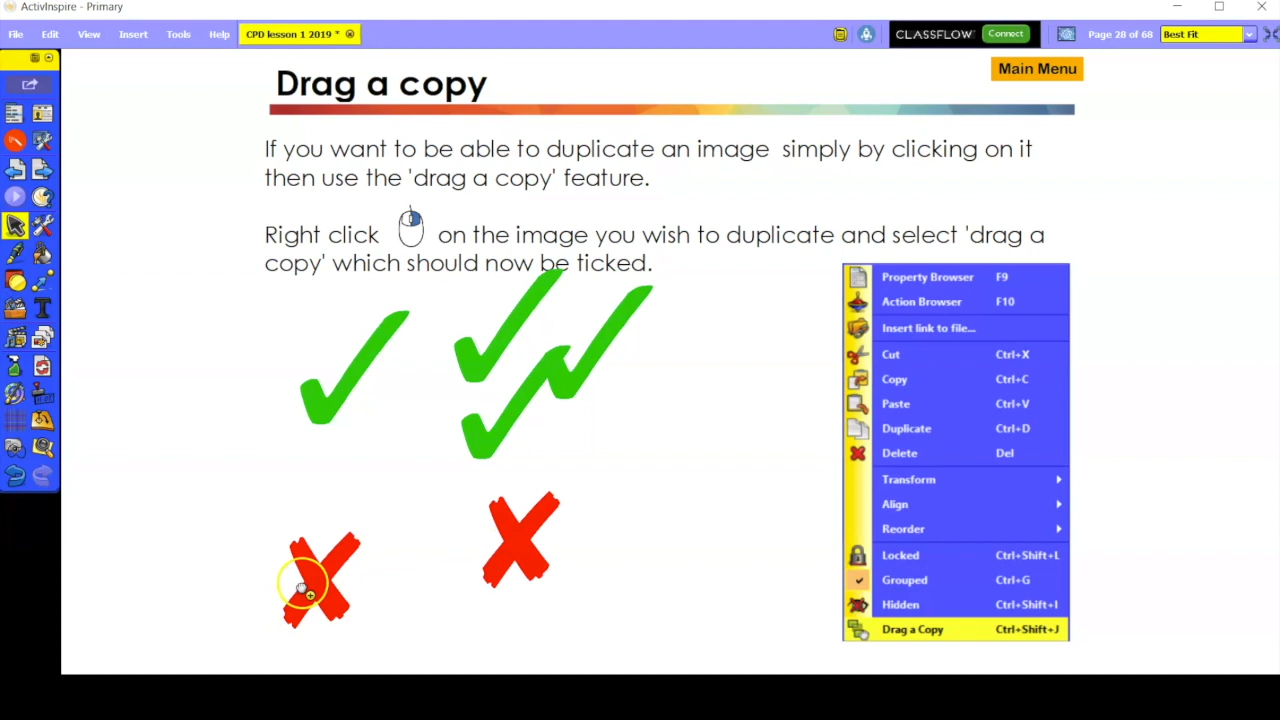 ActivInspire - Primary
File Edit View Insert Tools Help CPD lesson 1 2019 * CLASSFLOW Connect Page 28 of 68 Best Fit
Main Menu
Drag a copy
If you want to be able to duplicate an image simply by clicking on it
then use the 'drag a copy' feature.
Right click on the image you wish to duplicate and select 'drag a
copy' which should now be ticked.
Property Browser F9
Action Browser F10
Insert link to file...
Cut Ctrl+X
Copy Ctrl+C
Paste Ctrl+V
Duplicate Ctrl+D
Delete Del
Transform
Align
Reorder
Locked Ctrl+Shift+L
Grouped Ctrl+G
Hidden Ctrl+Shift+I
Drag a Copy Ctrl+Shift+J